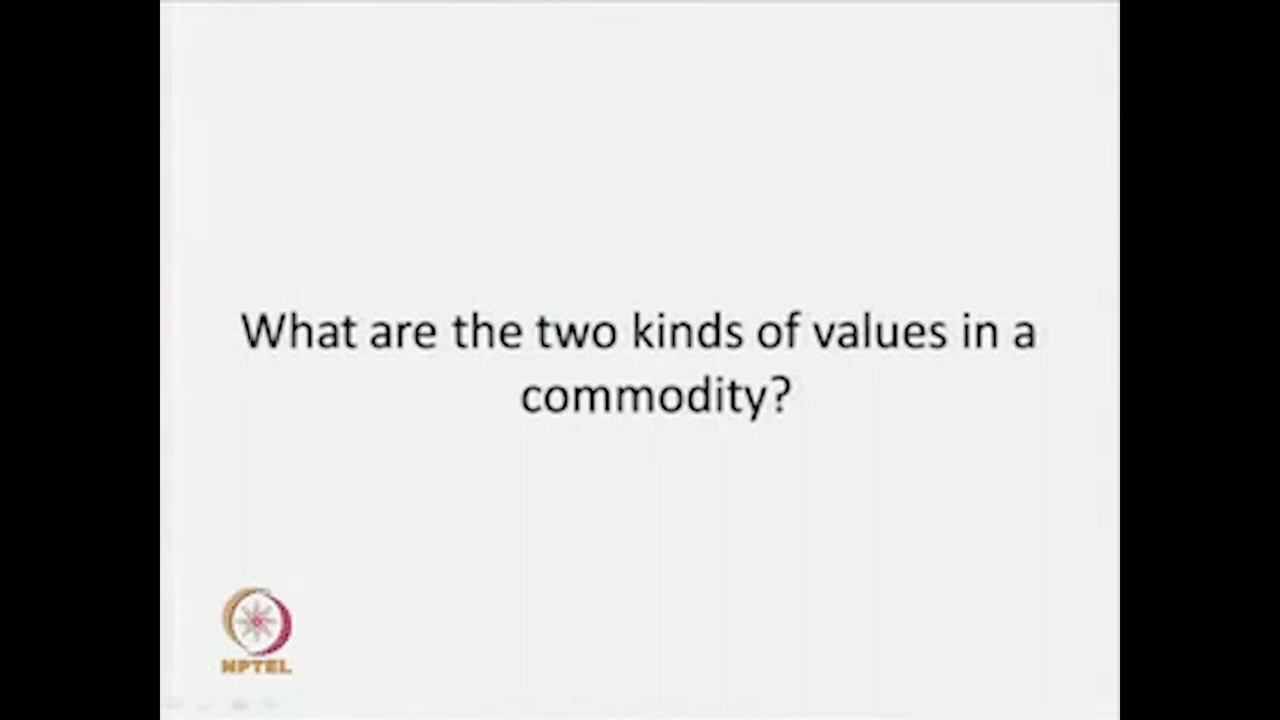 What are the two kinds of values in a
commodity?
NPTEL